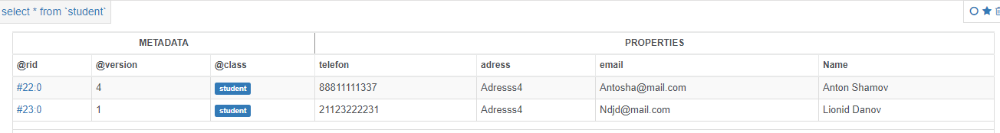 select * from `student`
METADATA PROPERTIES
@rid @version @class telefon adress email Name
#22:0 4 student 88811111337 Adresss4 Antosha@mail.com Anton Shamov
#23:0 1 student 21123222231 Adresss4 Ndjd@mail.com Lionid Danov